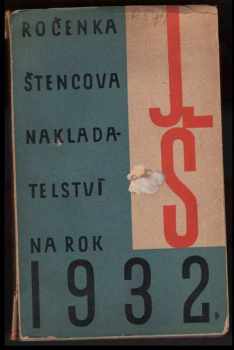 ROČENKA
ŠTENCOVA
NAKLADA-
TELSTVÍ
NA ROK
1932.
JŠ